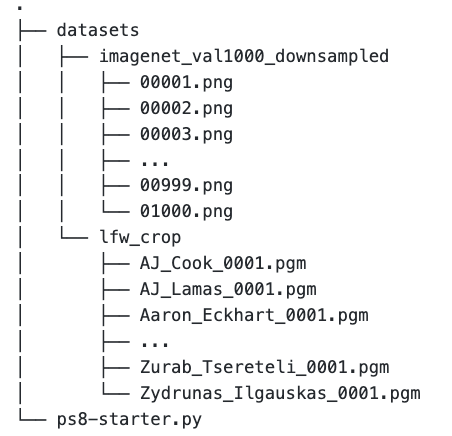 .
├── datasets
│   ├── imagenet_val1000_downsampled
│   │   ├── 00001.png
│   │   ├── 00002.png
│   │   ├── 00003.png
│   │   ├── ...
│   │   ├── 00999.png
│   │   └── 01000.png
│   └── lfw_crop
│       ├── AJ_Cook_0001.pgm
│       ├── AJ_Lamas_0001.pgm
│       ├── Aaron_Eckhart_0001.pgm
│       ├── ...
│       ├── Zurab_Tsereteli_0001.pgm
│       └── Zydrunas_Ilgauskas_0001.pgm
└── ps8-starter.py